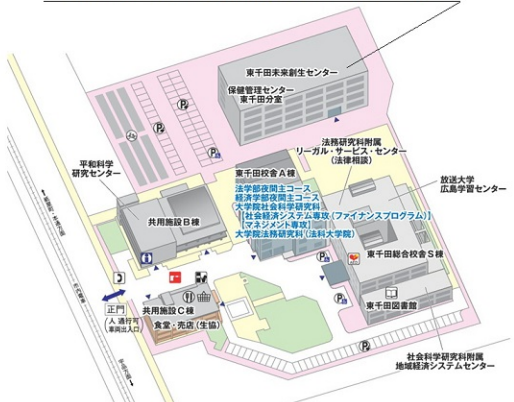 東千田未来創生センター
保健管理センター
東千田分室
法務研究科附属
リーガル・サービス・センター
(法律相談)
平和科学
研究センター
東千田校舎A棟
法学部夜間主コース
経済学部夜間主コース
大学院社会科学研究科
[社会経済システム専攻(ファイナンスプログラム)]
[マネジメント専攻]
大学院法務研究科(法科大学院)
放送大学
広島学習センター
共用施設B棟
東千田総合校舎S棟
東千田図書館
正門
人 通行可
車両出入口
共用施設C棟
食堂・売店(生協)
市内電車
社会科学研究科附属
地域経済システムセンター
P
P
P
P
P
P
P